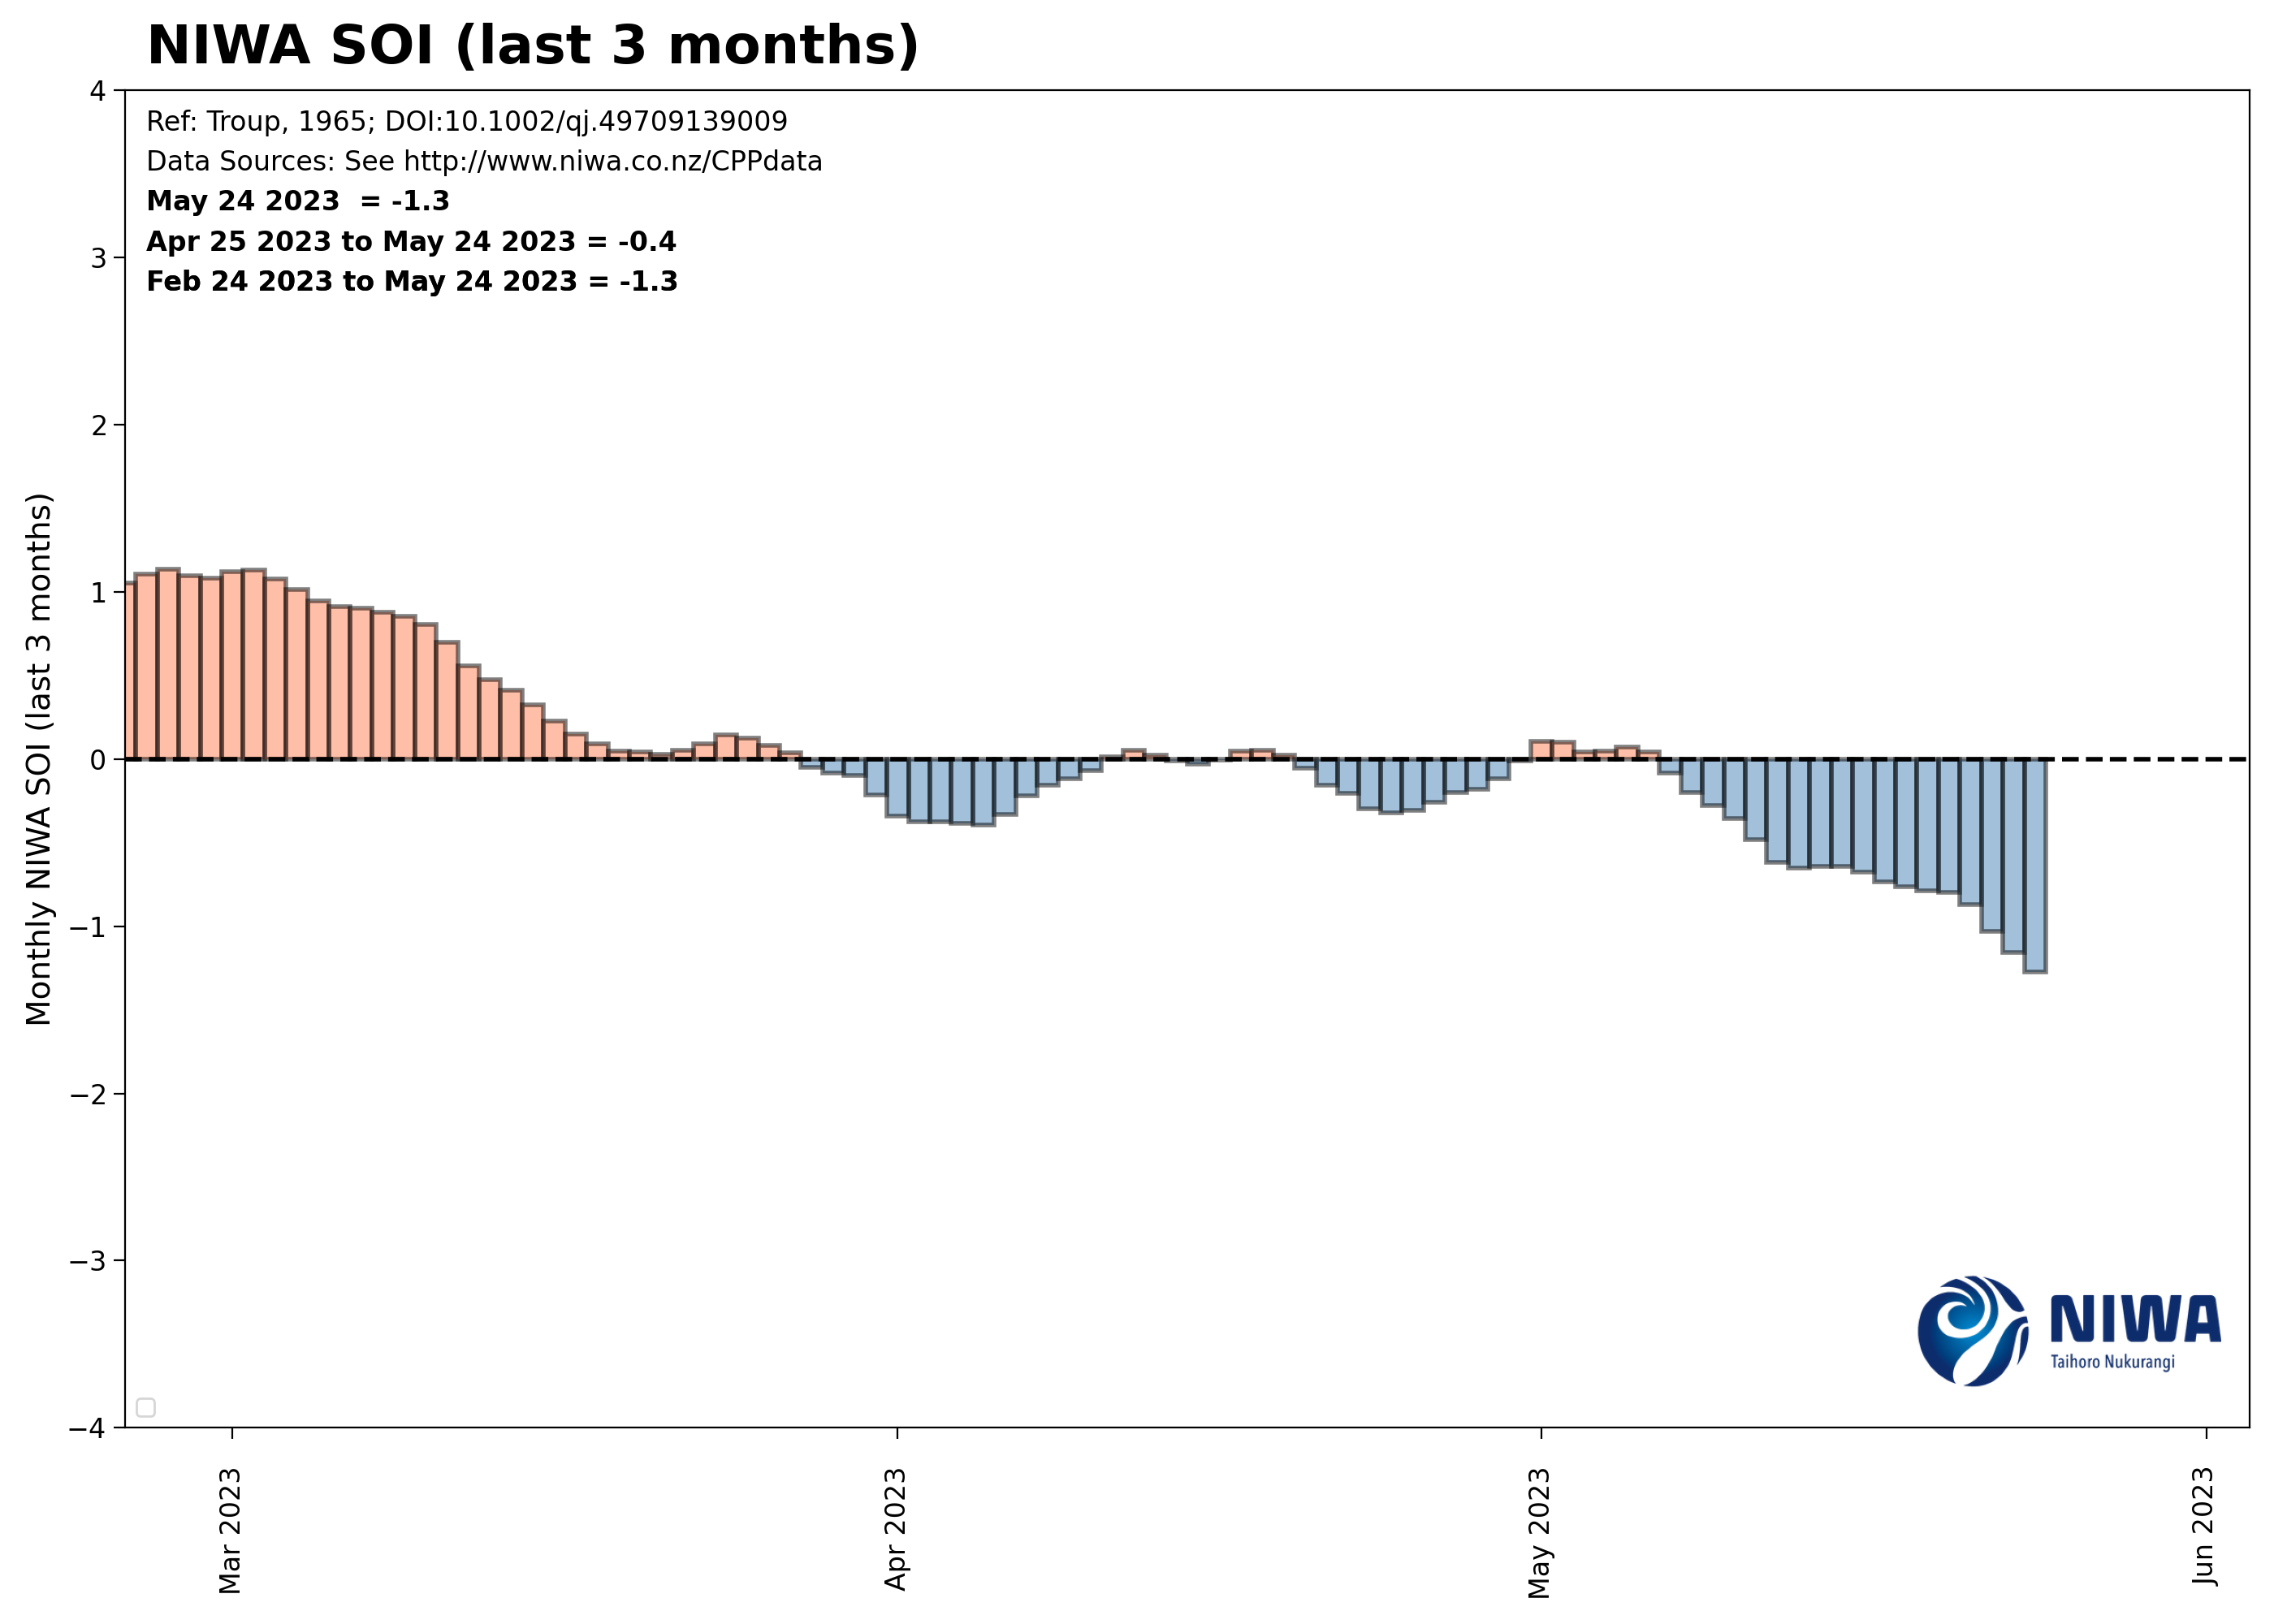 NIWA SOI (last 3 months)
Ref: Troup, 1965; DOI:10.1002/qj.49709139009
Data Sources: See http://www.niwa.co.nz/CPPdata
May 24 2023  = -1.3
Apr 25 2023 to May 24 2023 = -0.4
Feb 24 2023 to May 24 2023 = -1.3
Monthly NIWA SOI (last 3 months)
4
3
2
1
0
−1
−2
−3
−4
NIWA
Taihoro Nukurangi
Mar 2023
Apr 2023
May 2023
Jun 2023